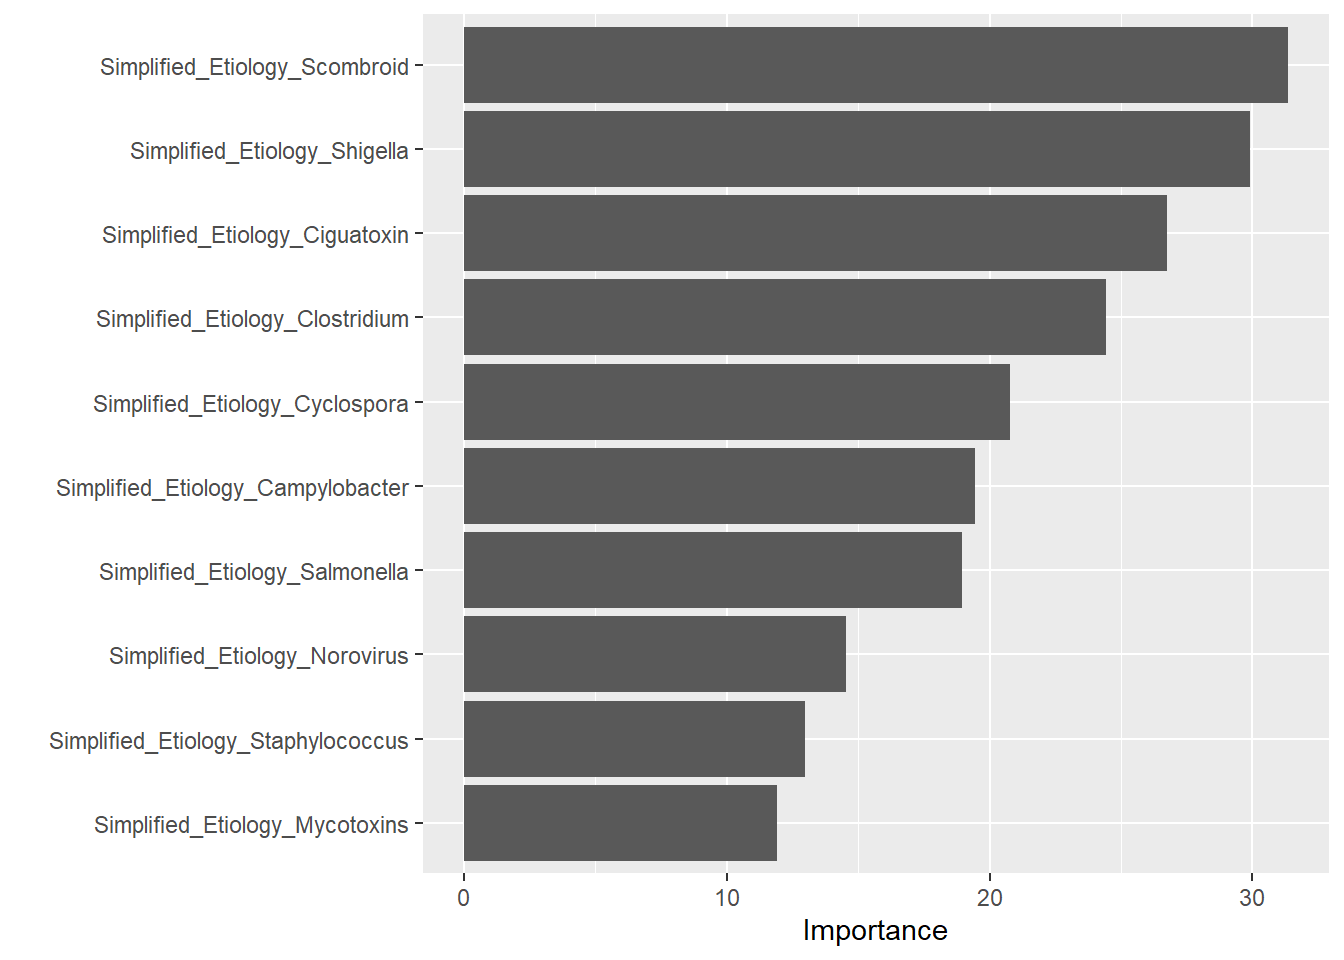 Simplified_Etiology_Scombroid
Simplified_Etiology_Shigella
Simplified_Etiology_Ciguatoxin
Simplified_Etiology_Clostridium
Simplified_Etiology_Cyclospora
Simplified_Etiology_Campylobacter
Simplified_Etiology_Salmonella
Simplified_Etiology_Norovirus
Simplified_Etiology_Staphylococcus
Simplified_Etiology_Mycotoxins
0 10 20 30
Importance